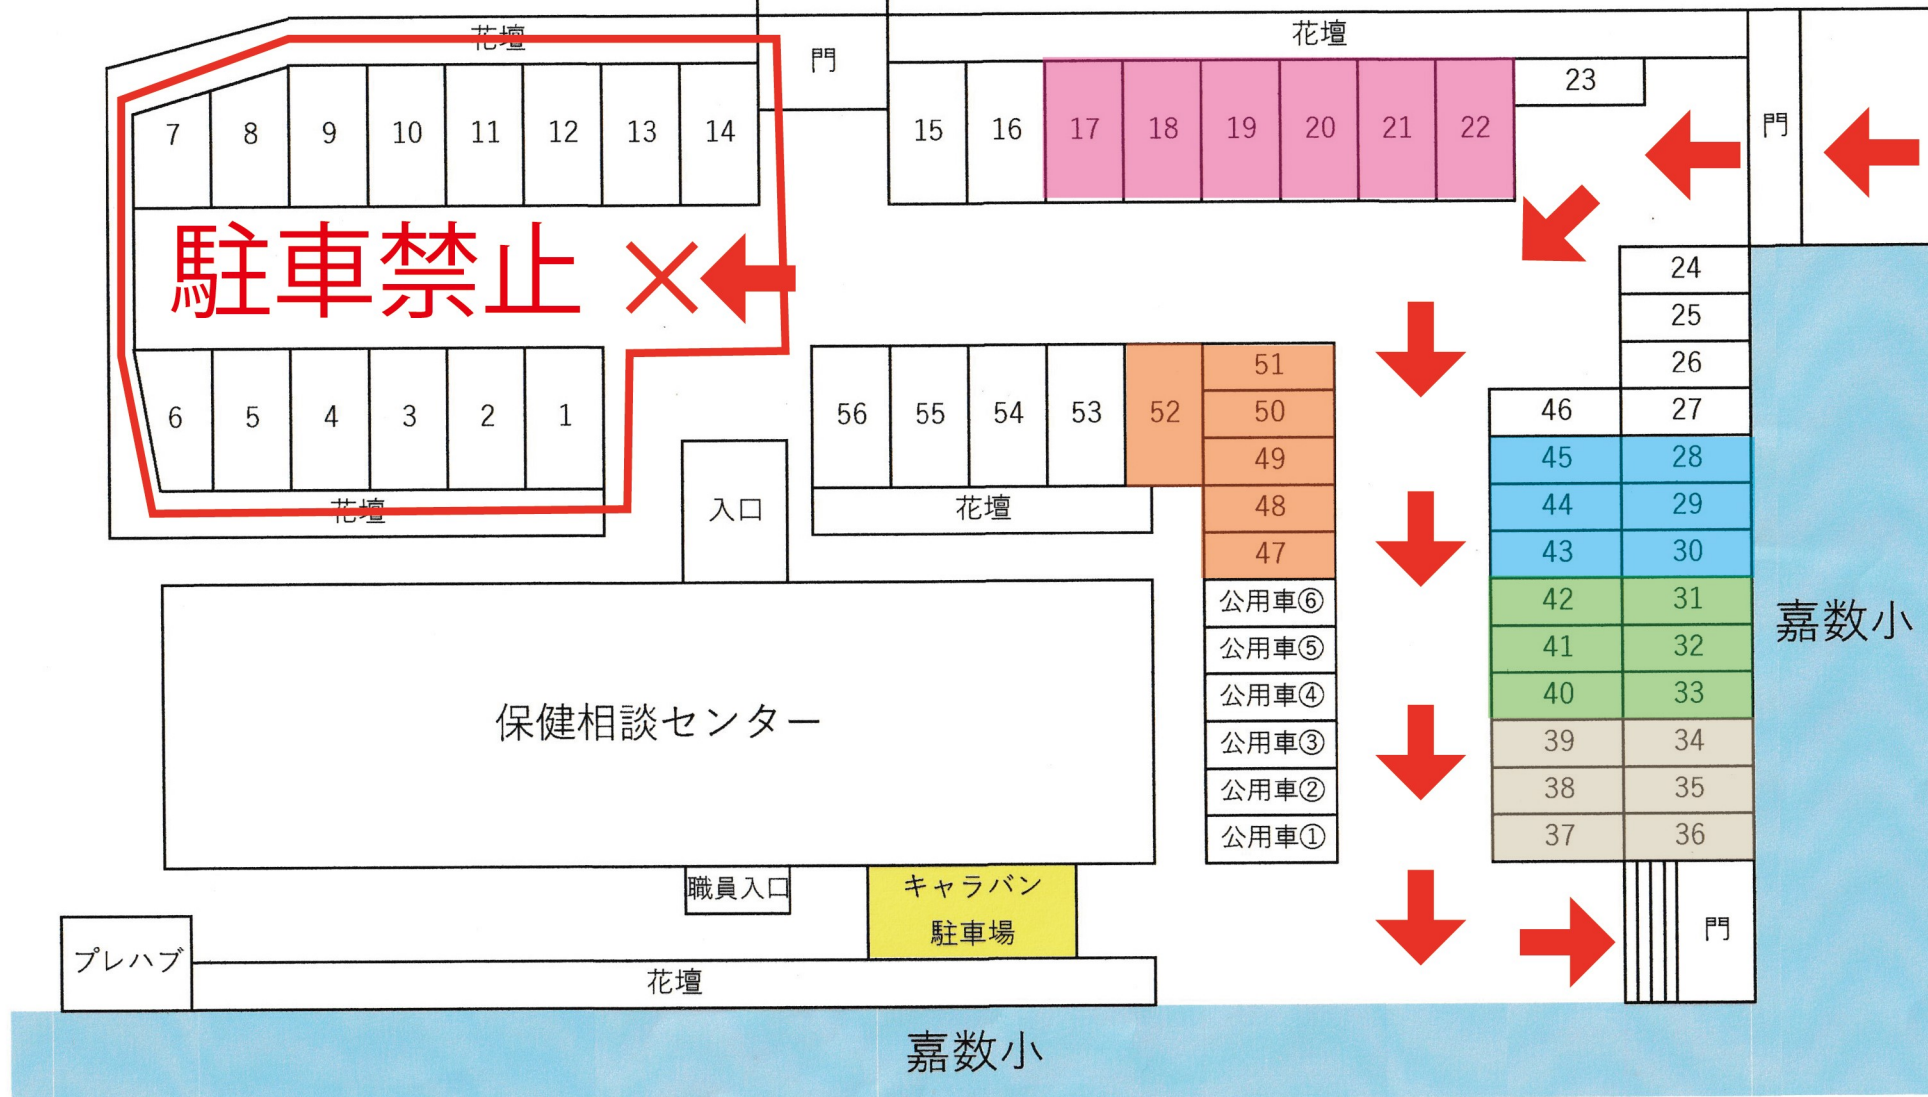 花壇
門
花壇
23
7 8 9 10 11 12 13 14
15 16 17 18 19 20 21 22
門
駐車禁止
24
25
26
27
6 5 4 3 2 1
56 55 54 53 52
51
50
49
48
47
46
45 28
44 29
43 30
42 31
41 32
40 33
39 34
38 35
37 36
花壇
入口
花壇
公用車⑥
公用車⑤
公用車④
公用車③
公用車②
公用車①
嘉数小
保健相談センター
職員入口
キャラバン
駐車場
門
プレハブ
花壇
嘉数小